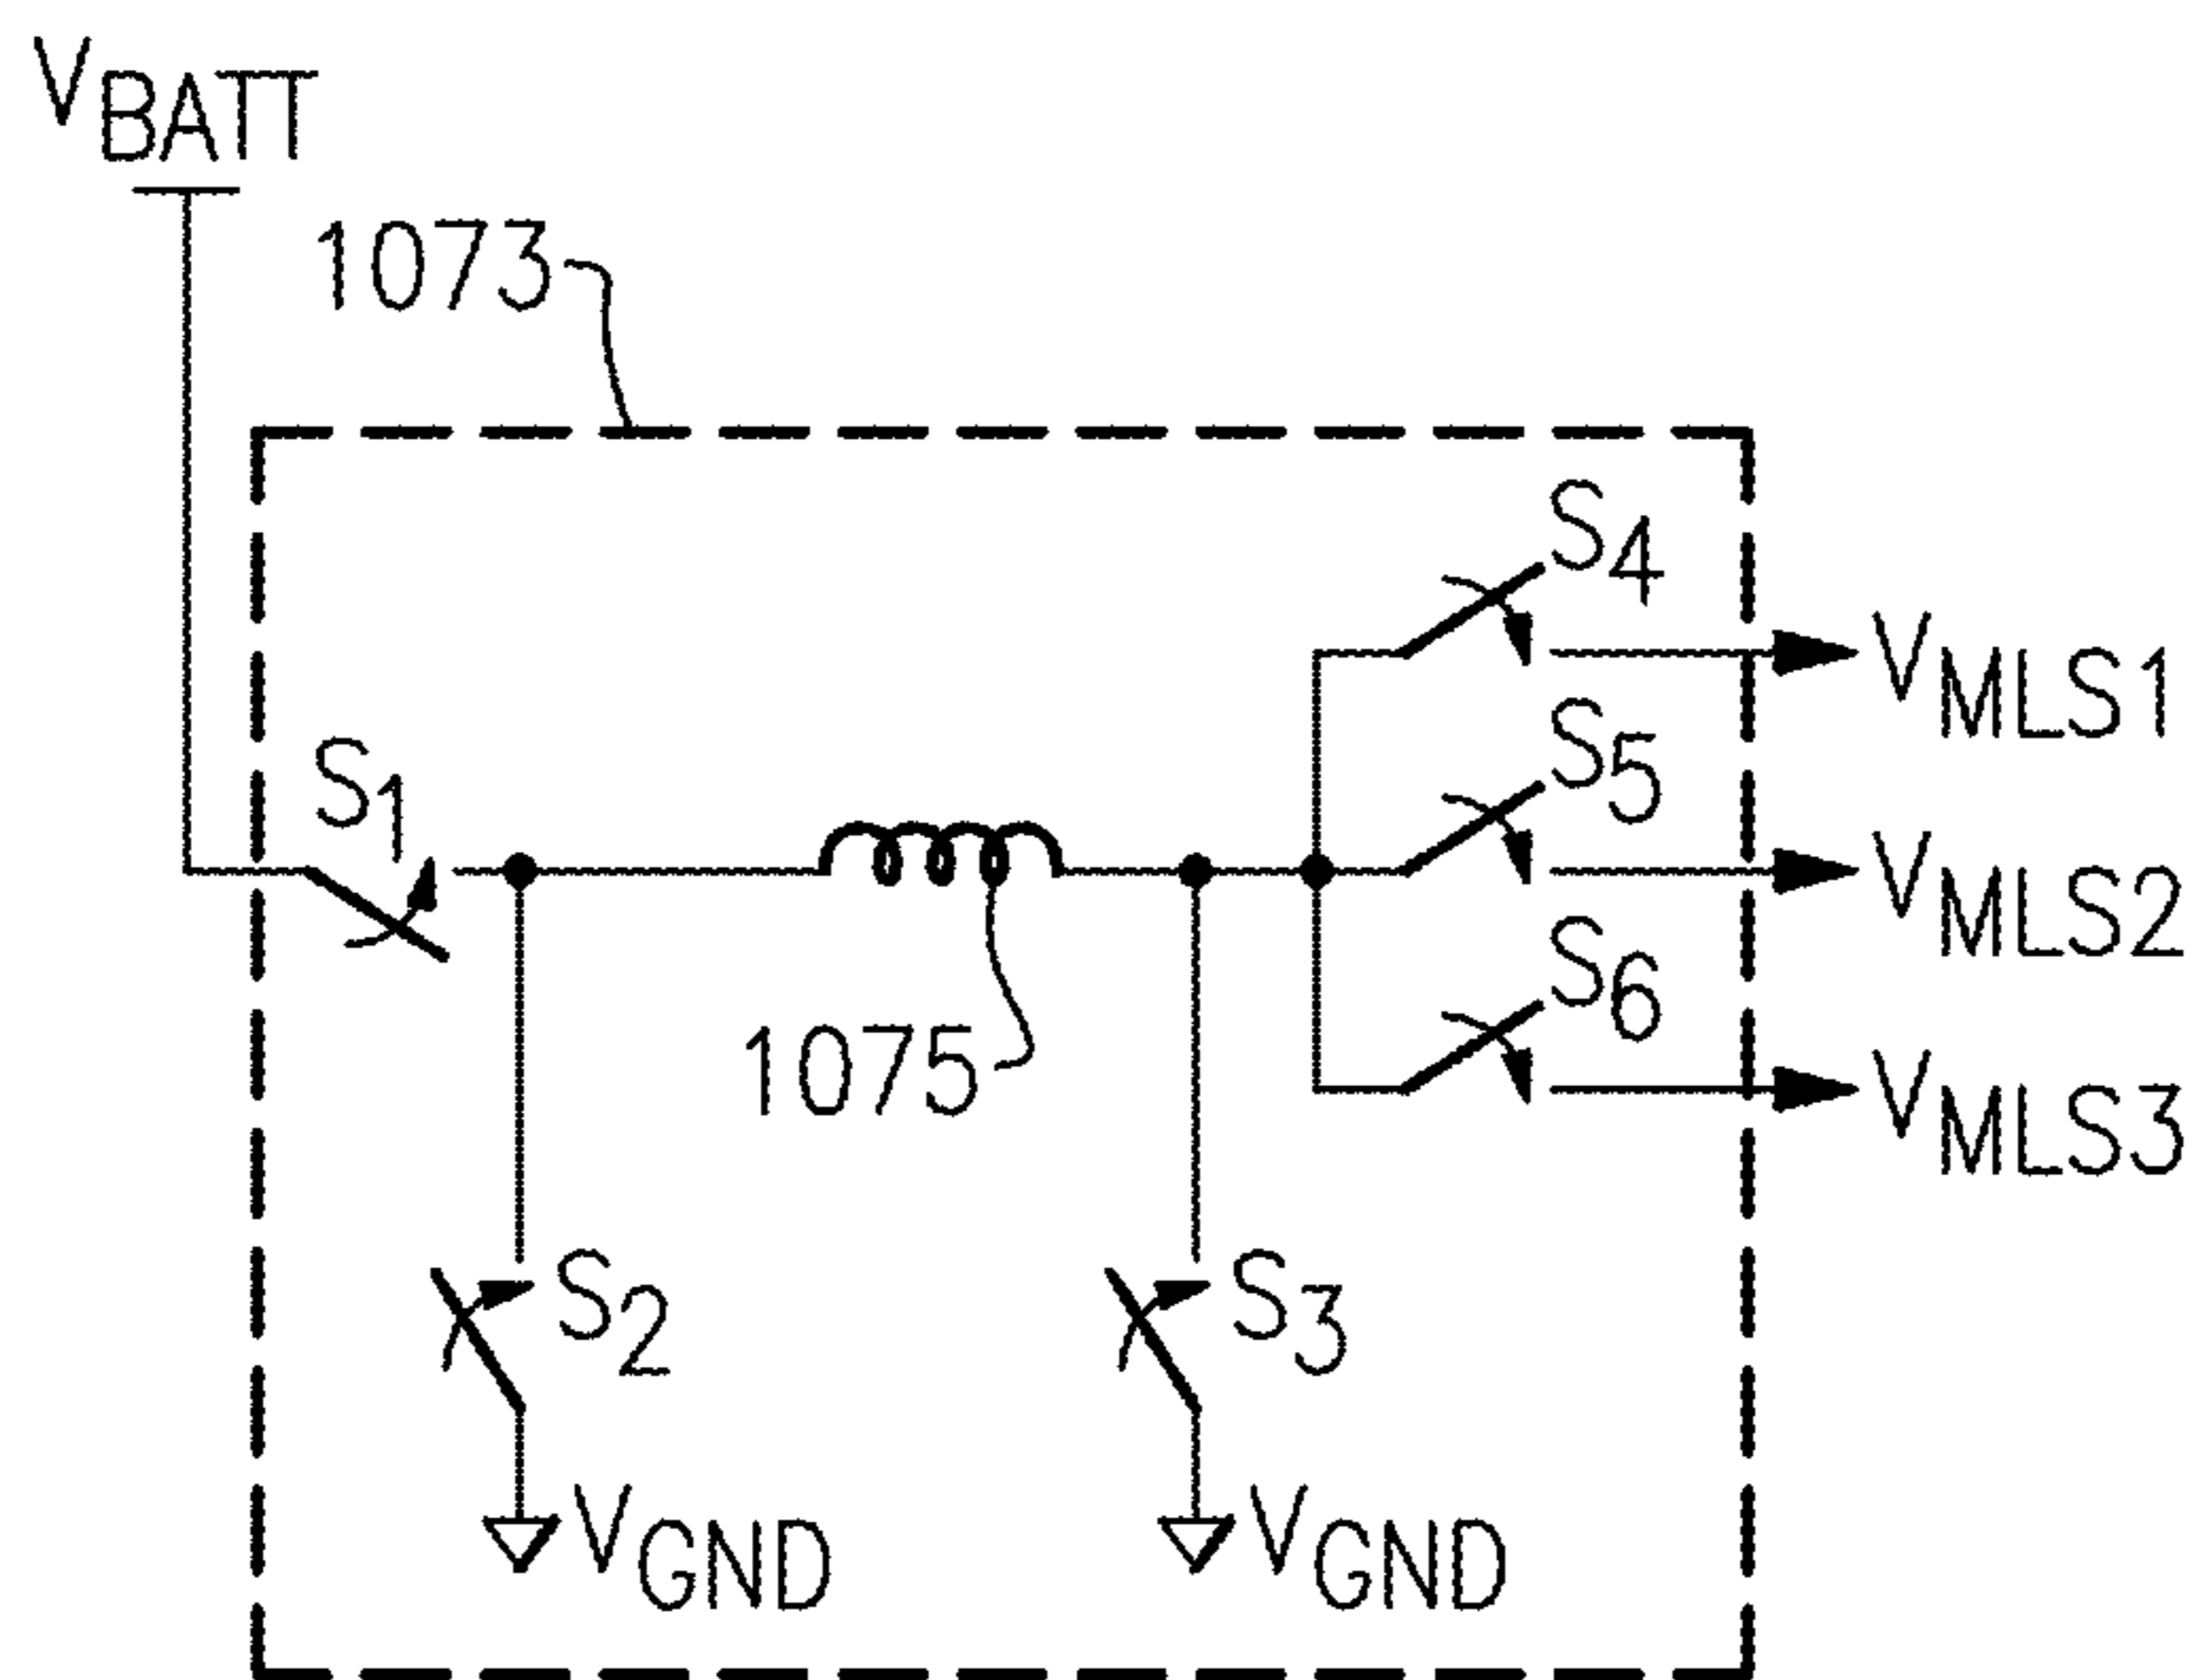 VBATT
1073
S4
VMLS1
S5
S1
VMLS2
S6
1075
VMLS3
S2
S3
VGND
VGND